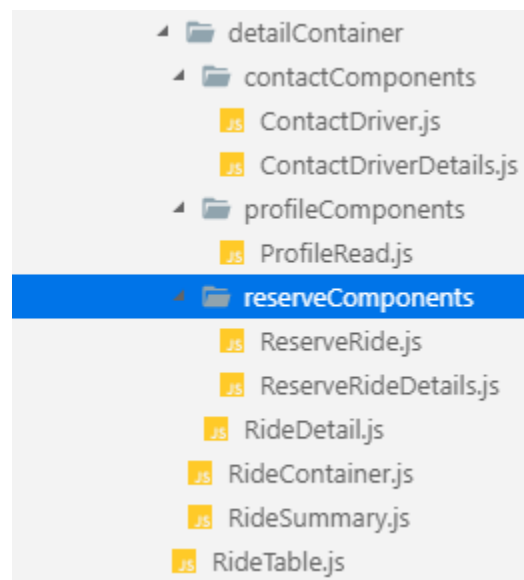 detailContainer
contactComponents
JS ContactDriver.js
JS ContactDriverDetails.js
profileComponents
JS ProfileRead.js
reserveComponents
JS ReserveRide.js
JS ReserveRideDetails.js
JS RideDetail.js
JS RideContainer.js
JS RideSummary.js
JS RideTable.js